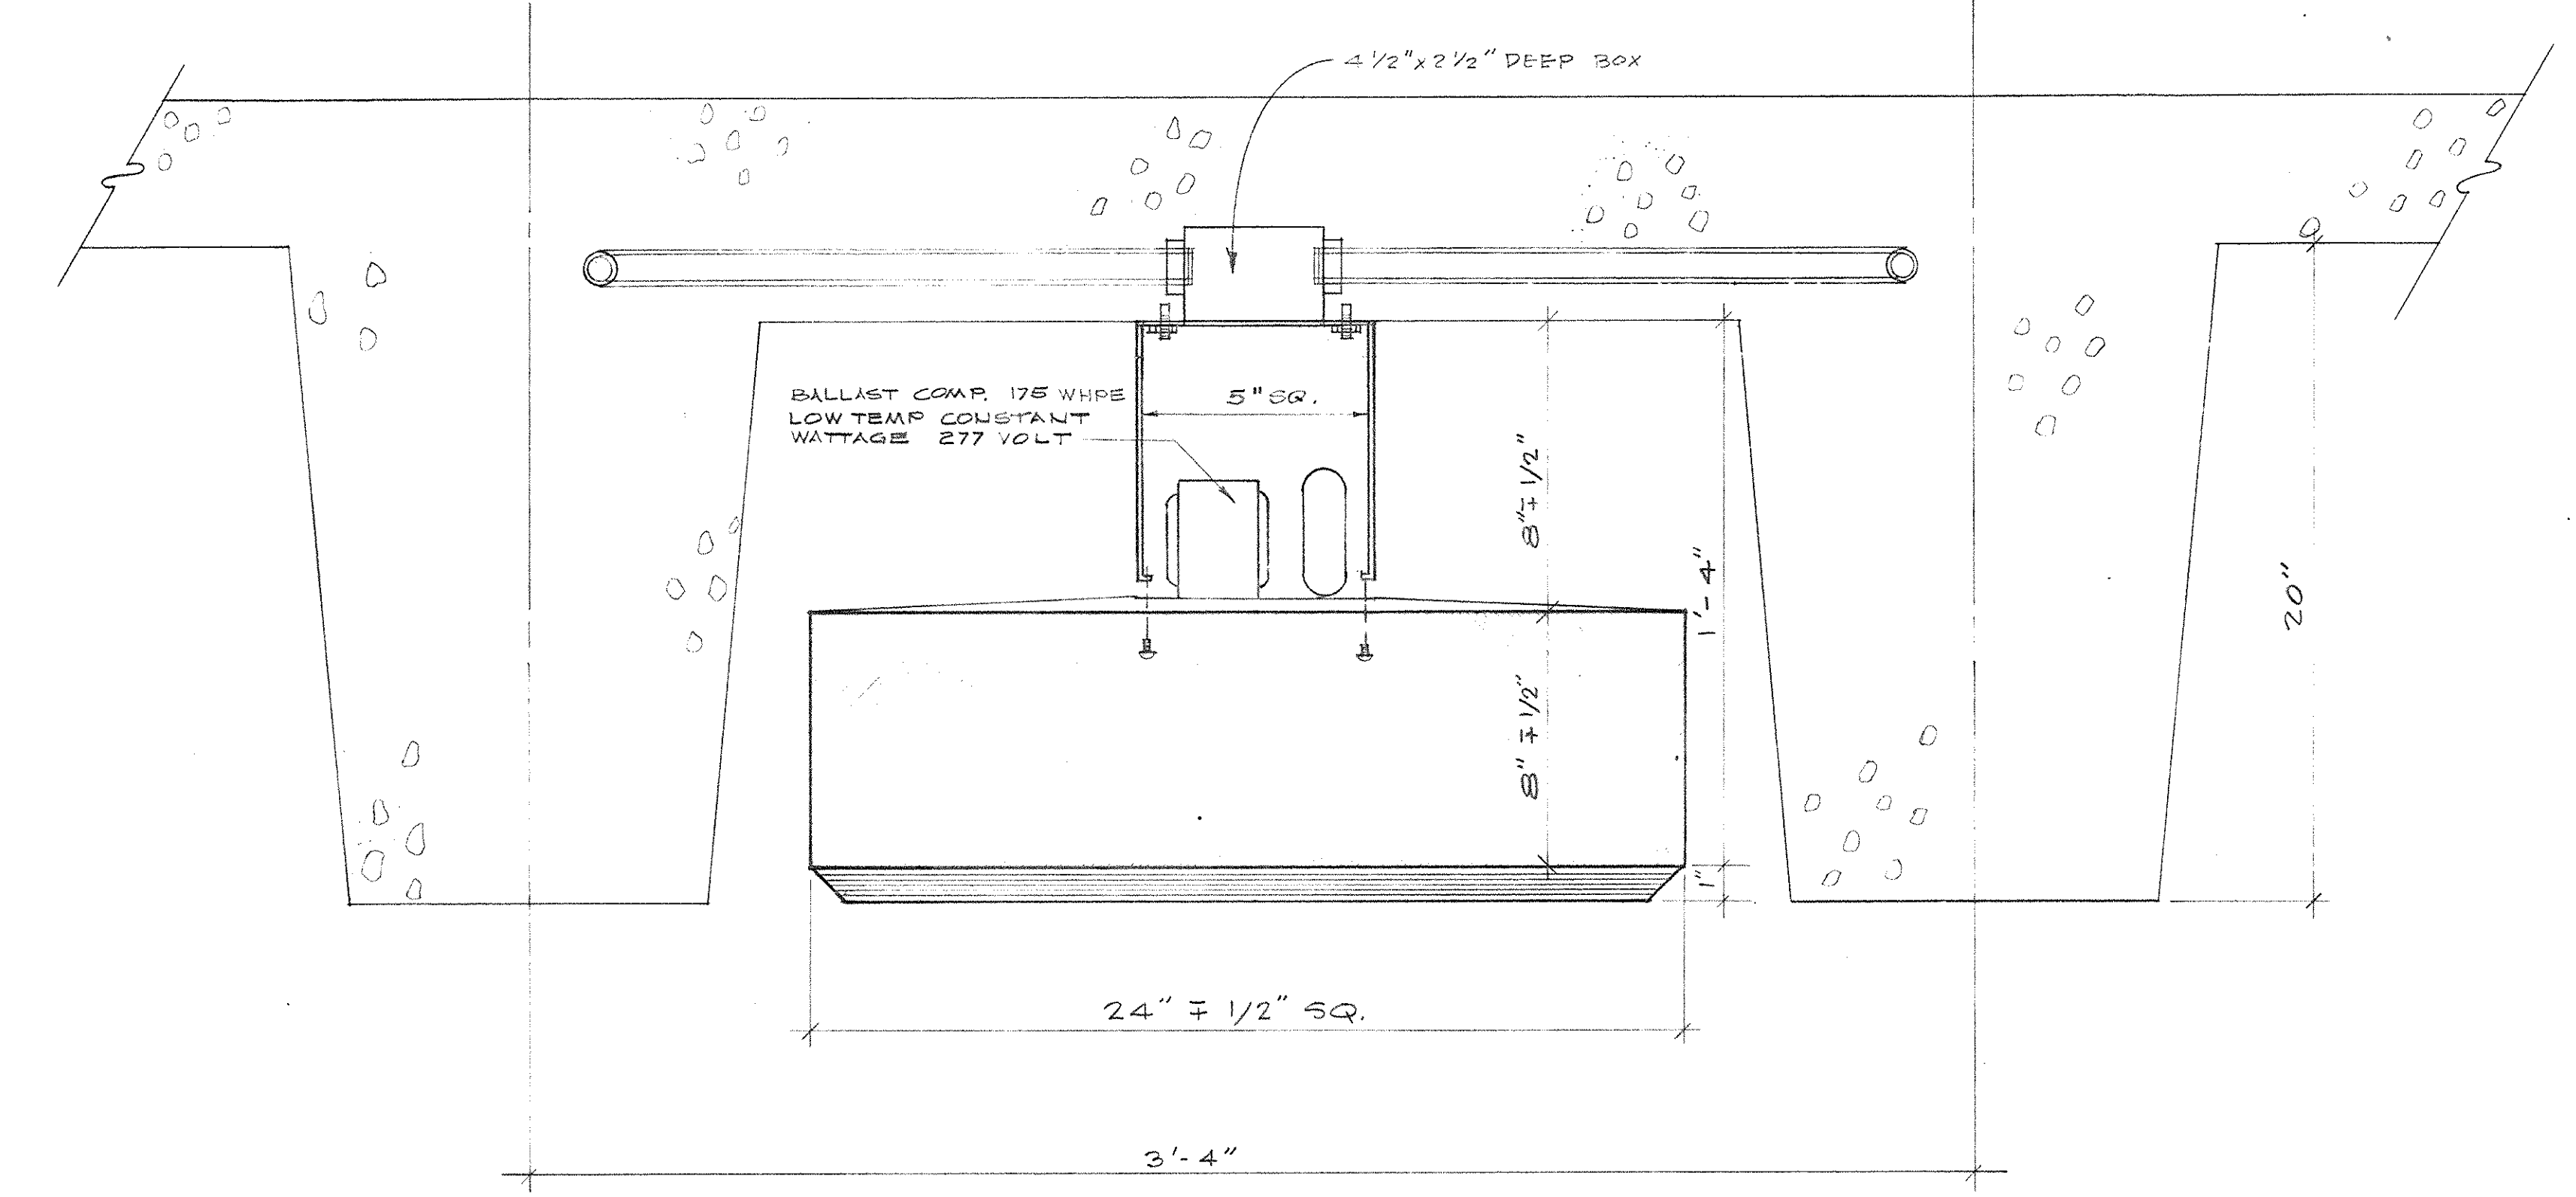 4 1/2" x 2 1/2" DEEP BOX
BALLAST COMP. 175 WHPE
LOW TEMP CONSTANT
WATTAGE 277 VOLT
5" SQ.
8" ∓ 1/2"
1'-4"
20"
8" ∓ 1/2"
1"
24" ∓ 1/2" SQ.
3'-4"